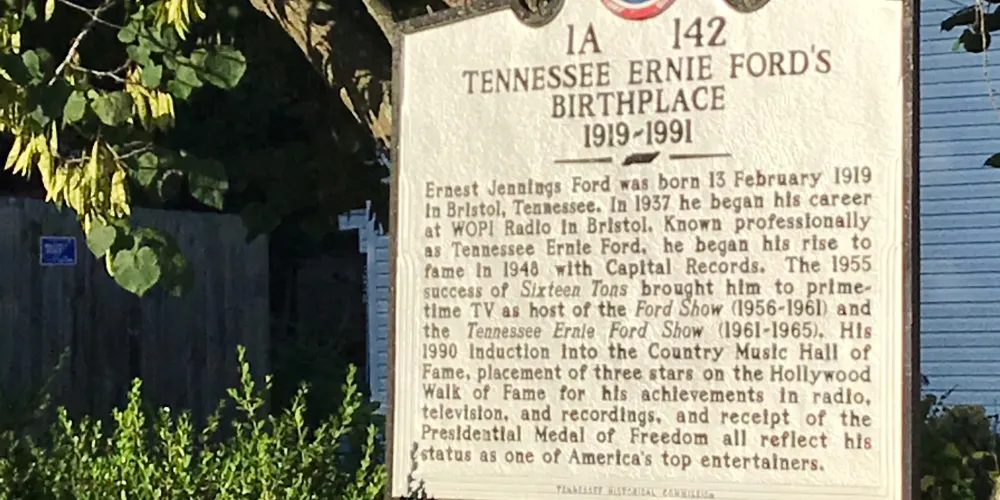 1A 142
TENNESSEE ERNIE FORD'S
BIRTHPLACE
1919-1991
Ernest Jennings Ford was born 13 February 1919
in Bristol, Tennessee. In 1937 he began his career
at WOPI Radio in Bristol. Known professionally
as Tennessee Ernie Ford, he began his rise to
fame in 1948 with Capital Records. The 1955
success of Sixteen Tons brought him to prime-
time TV as host of the Ford Show (1956-1961) and
the Tennessee Ernie Ford Show (1961-1965). His
1990 induction into the Country Music Hall of
Fame, placement of three stars on the Hollywood
Walk of Fame for his achievements in radio,
television, and recordings, and receipt of the
Presidential Medal of Freedom all reflect his
status as one of America's top entertainers.
TENNESSEE HISTORICAL COMMISSION